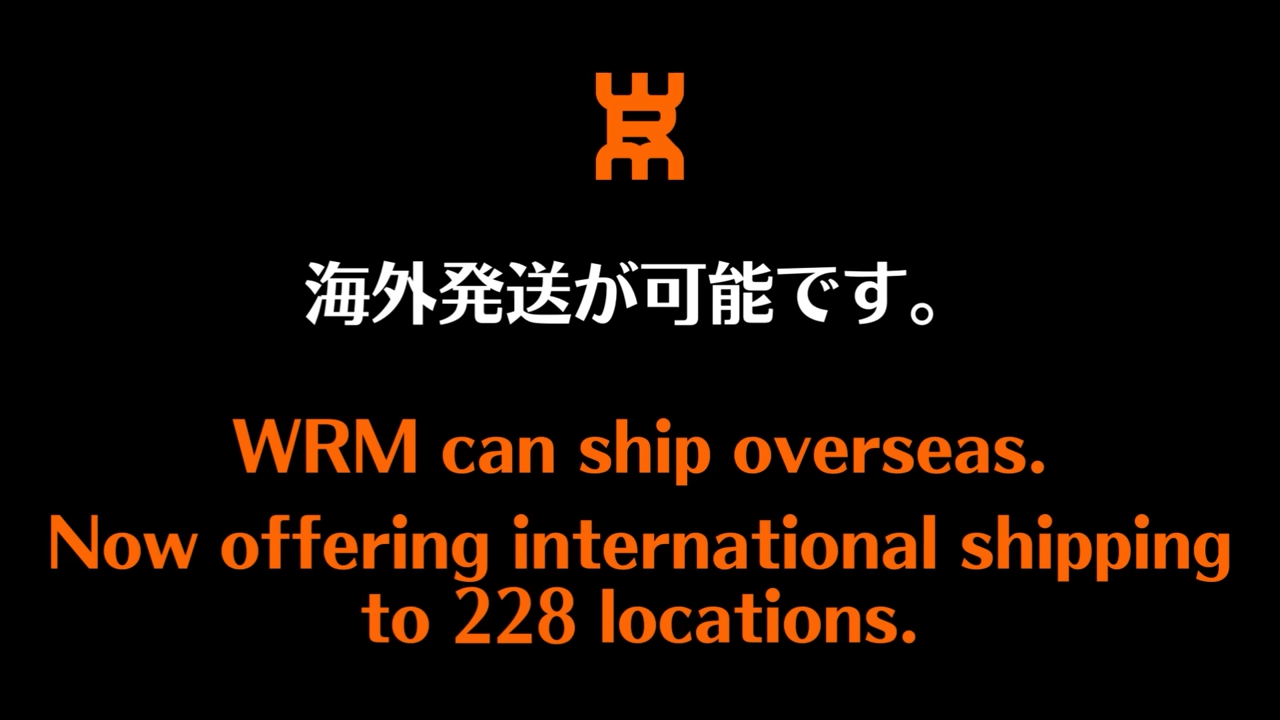 海外発送が可能です。
WRM can ship overseas.
Now offering international shipping
to 228 locations.